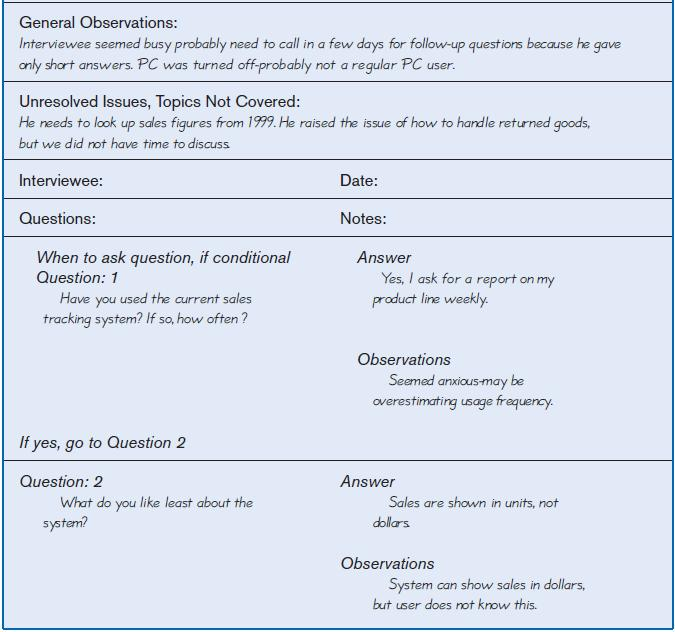 General Observations:
Interviewee seemed busy probably need to call in a few days for follow-up questions because he gave
only short answers. PC was turned off-probably not a regular PC user.
Unresolved Issues, Topics Not Covered:
He needs to look up sales figures from 1999. He raised the issue of how to handle returned goods,
but we did not have time to discuss.
Interviewee:
Date:
Questions:
Notes:
When to ask question, if conditional
Question: 1
Have you used the current sales
tracking system? If so, how often ?
Answer
Yes, I ask for a report on my
product line weekly.
Observations
Seemed anxious-may be
overestimating usage frequency.
If yes, go to Question 2
Question: 2
What do you like least about the
system?
Answer
Sales are shown in units, not
dollars.
Observations
System can show sales in dollars,
but user does not know this.